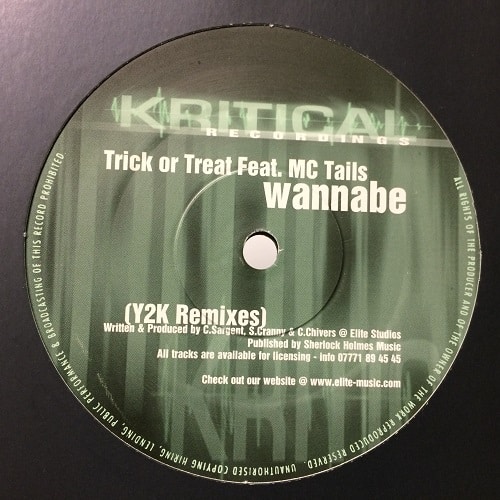 KRITICAL
RECORDINGS
Trick or Treat Feat. MC Tails
wannabe
(Y2K Remixes)
Written & Produced by C.Sargent, S.Cranny & C.Chivers @ Elite Studios
Published by Sherlock Holmes Music
All tracks are available for licensing - info 07771 89 45 45
Check out our website @ www.elite-music.com
ALL RIGHTS OF THE PRODUCER AND OF THE OWNER OF THE WORK REPRODUCED RESERVED. UNAUTHORISED COPYING HIRING, LENDING, PUBLIC PERFORMANCE & BROADCASTING OF THIS RECORD PROHIBITED
KRITIC